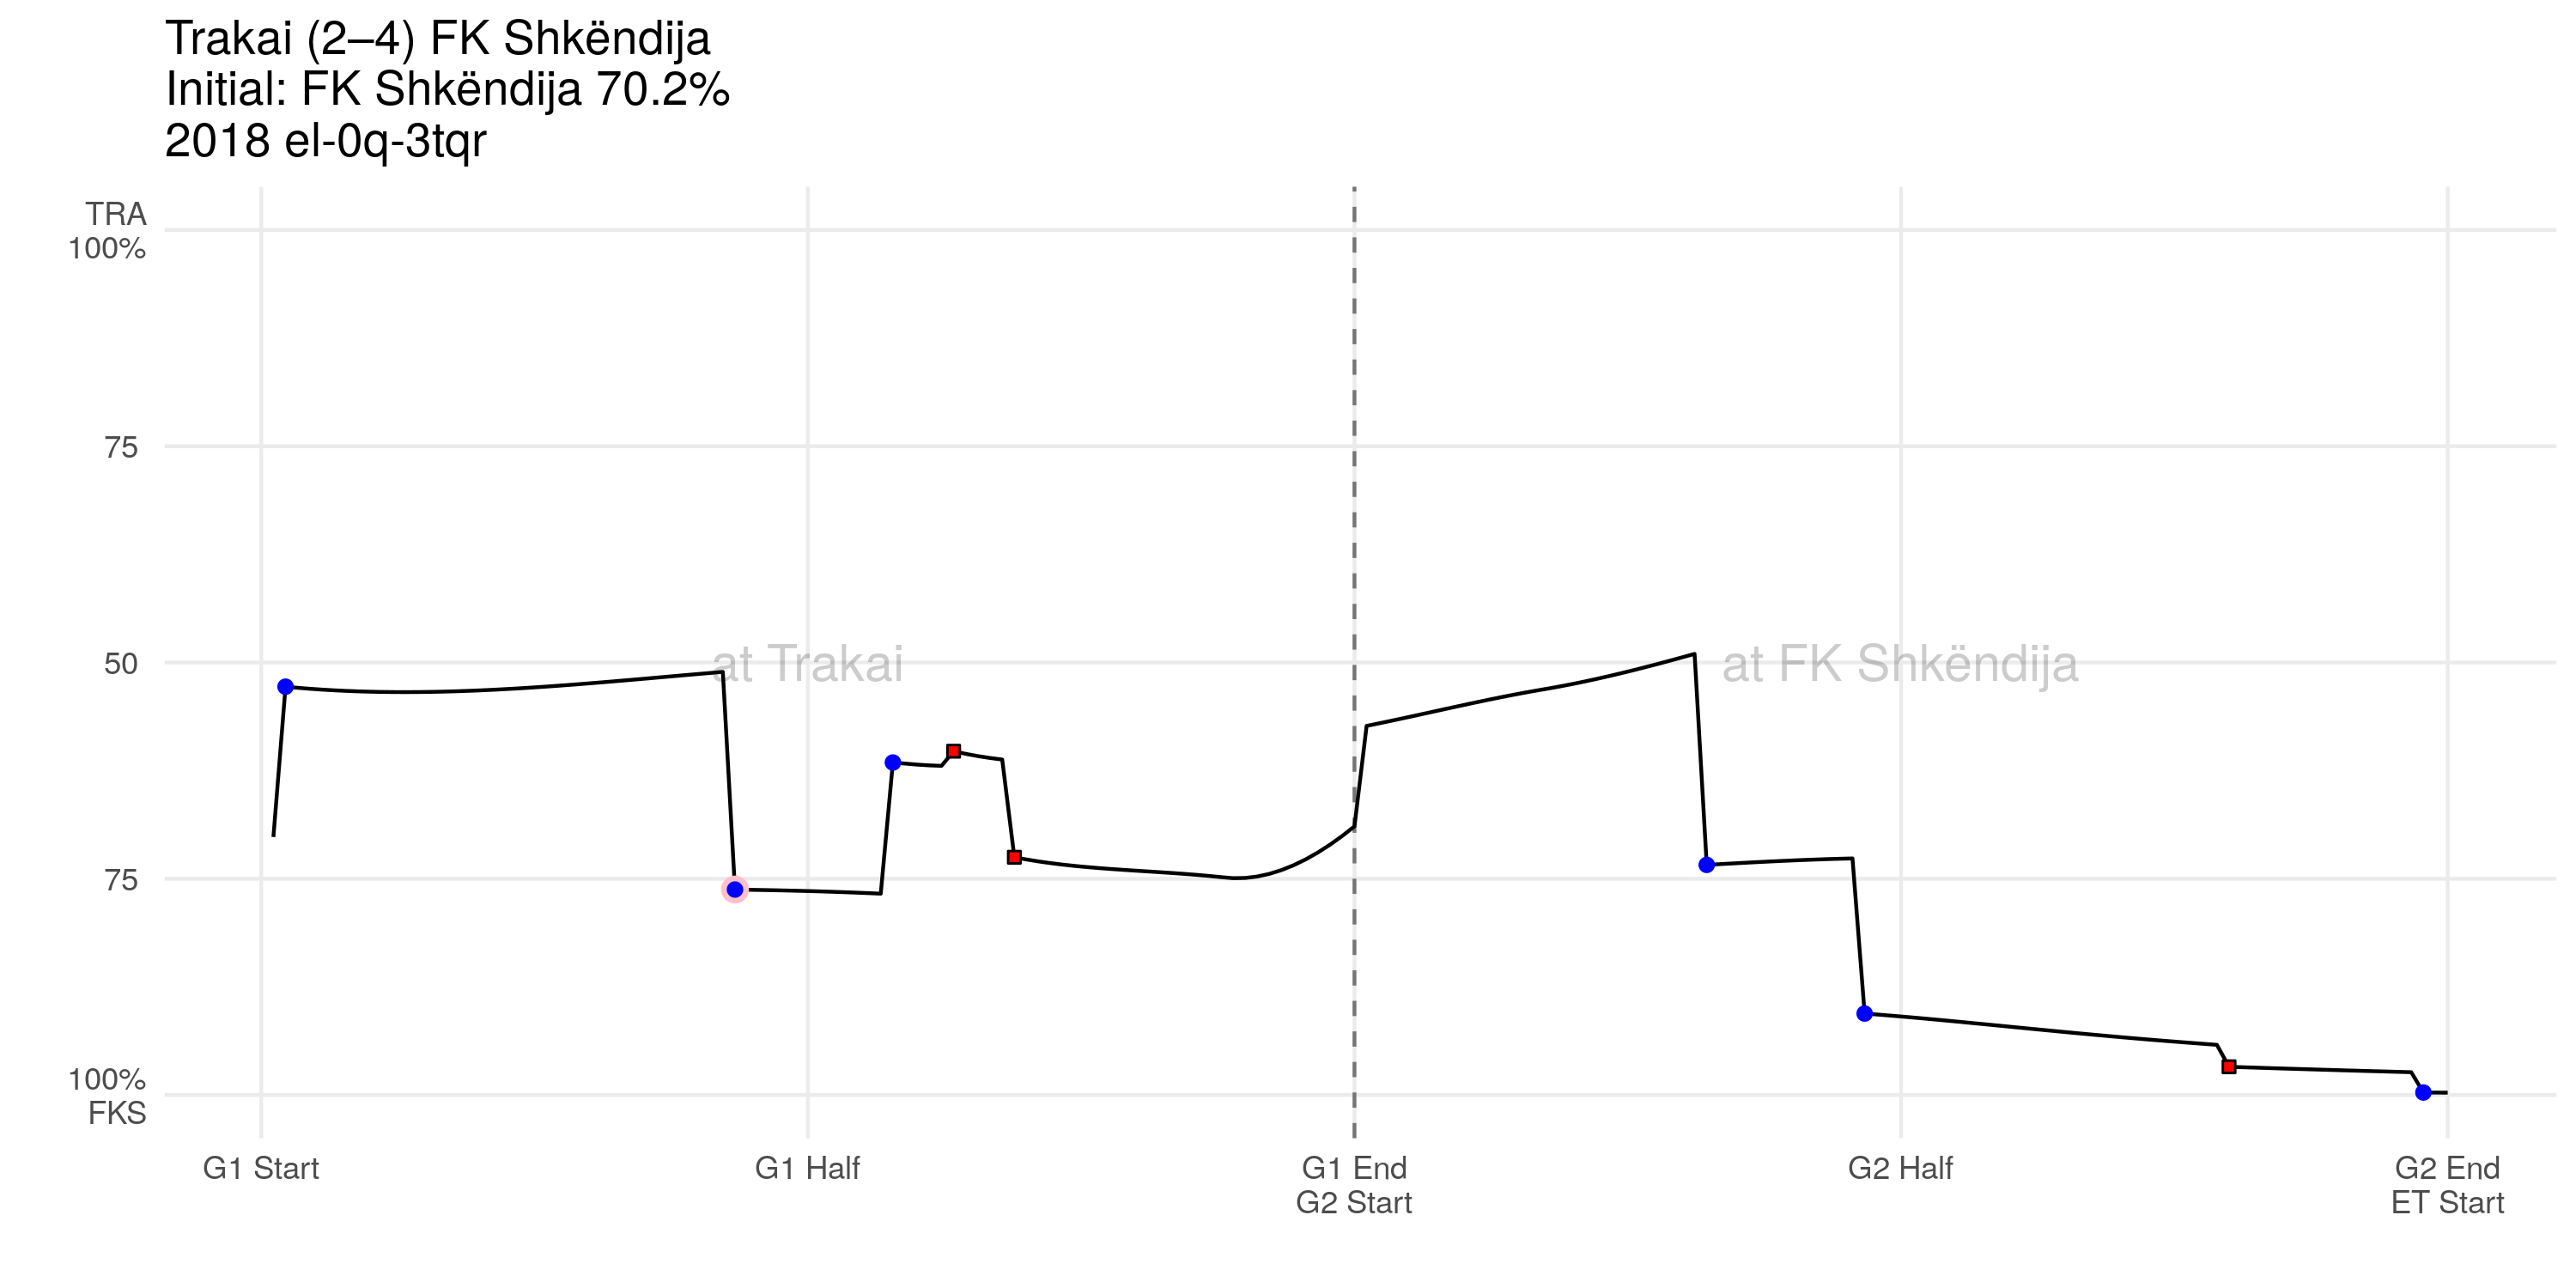 Trakai (2–4) FK Shkëndija
Initial: FK Shkëndija 70.2%
2018 el-0q-3tqr
TRA
100%
75
50
75
100%
FKS
at Trakai
at FK Shkëndija
G1 Start
G1 Half
G1 End
G2 Start
G2 Half
G2 End
ET Start